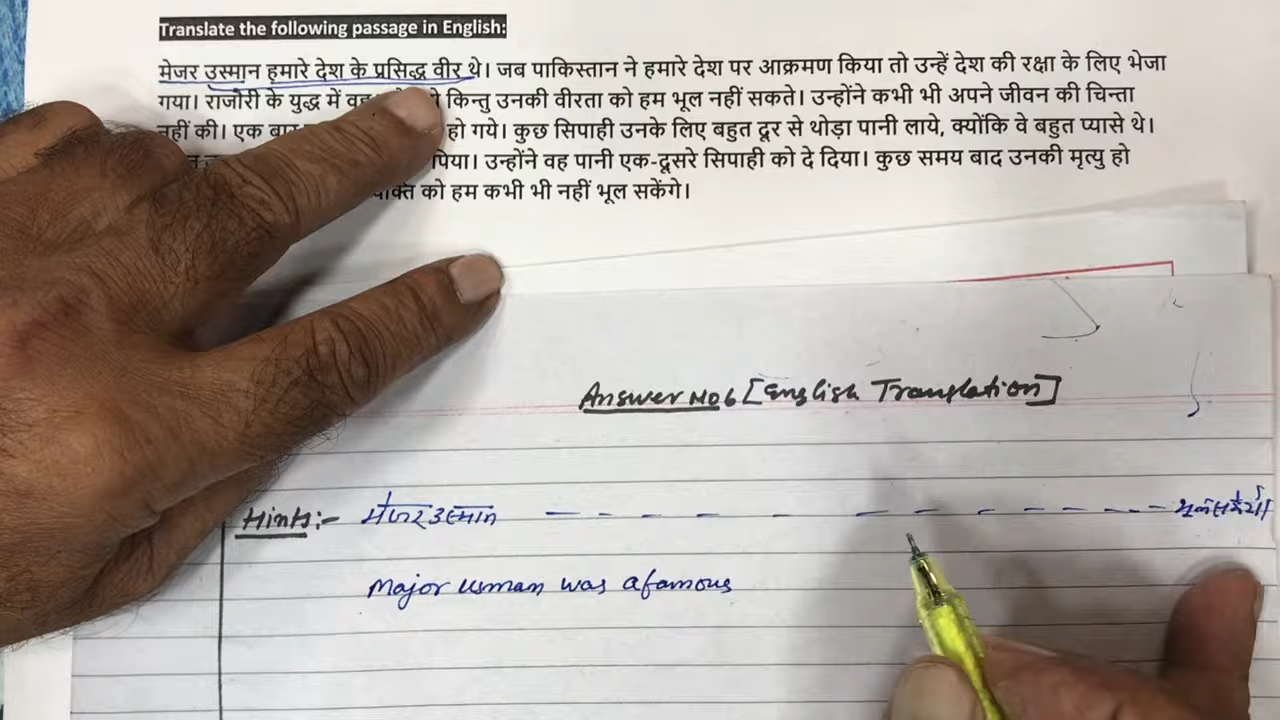 Translate the following passage in English:
मेजर उस्मान हमारे देश के प्रसिद्ध वीर थे। जब पाकिस्तान ने हमारे देश पर आक्रमण किया तो उन्हें देश की रक्षा के लिए भेजा
गया। राजौरी के युद्ध में वह किन्तु उनकी वीरता को हम भूल नहीं सकते। उन्होंने कभी भी अपने जीवन की चिन्ता
नहीं की। एक बार हो गये। कुछ सिपाही उनके लिए बहुत दूर से थोड़ा पानी लाये, क्योंकि वे बहुत प्यासे थे।
पिया। उन्होंने वह पानी एक-दूसरे सिपाही को दे दिया। कुछ समय बाद उनकी मृत्यु हो
को हम कभी भी नहीं भूल सकेंगे।
Answer No 6 [English Translation]
Hints:- मेजर उस्मान — — — — — — — — — — —
Major usman was a famous